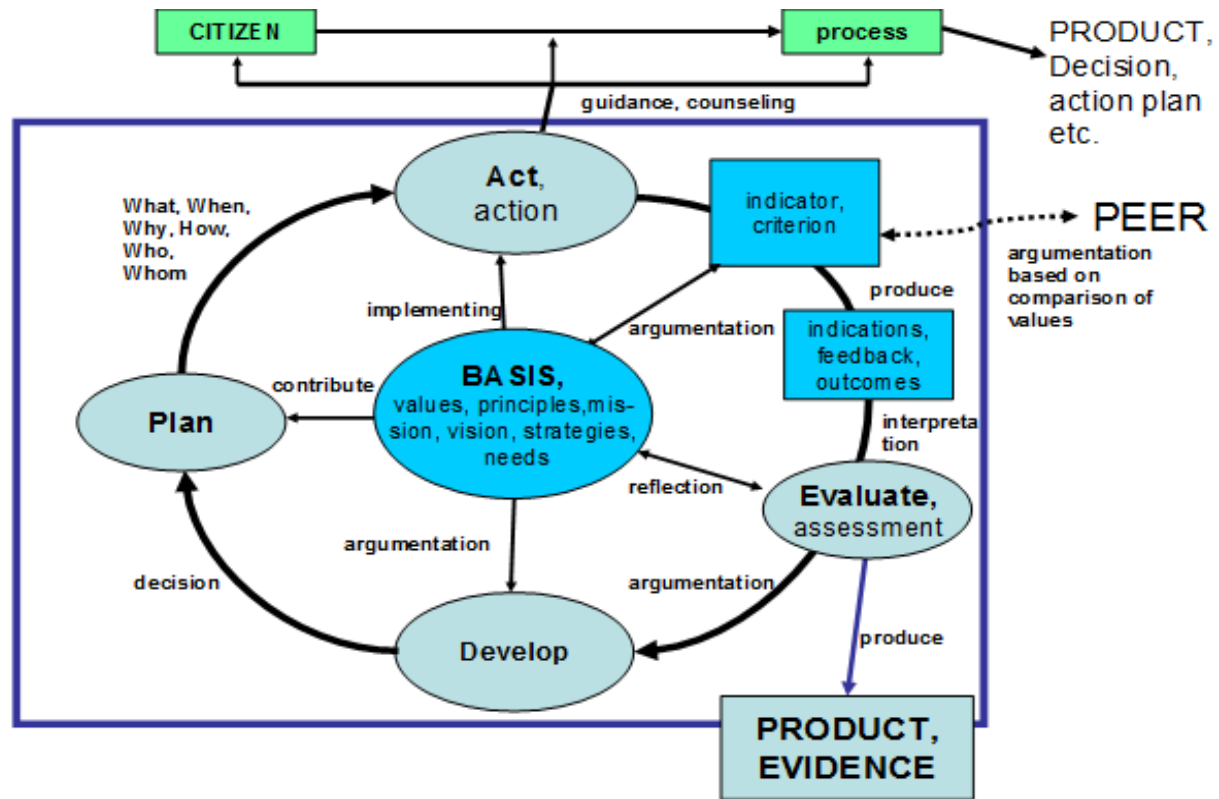 CITIZEN
process
PRODUCT,
Decision,
action plan
etc.
guidance, counseling
Act,
action
What, When,
Why, How,
Who,
Whom
indicator,
criterion
PEER
argumentation
based on
comparison of
values
produce
implementing
argumentation
indications,
feedback,
outcomes
BASIS,
values, principles,mis-
sion, vision, strategies,
needs
contribute
Plan
interpreta
tion
reflection
Evaluate,
assessment
argumentation
decision
argumentation
Develop
produce
PRODUCT,
EVIDENCE